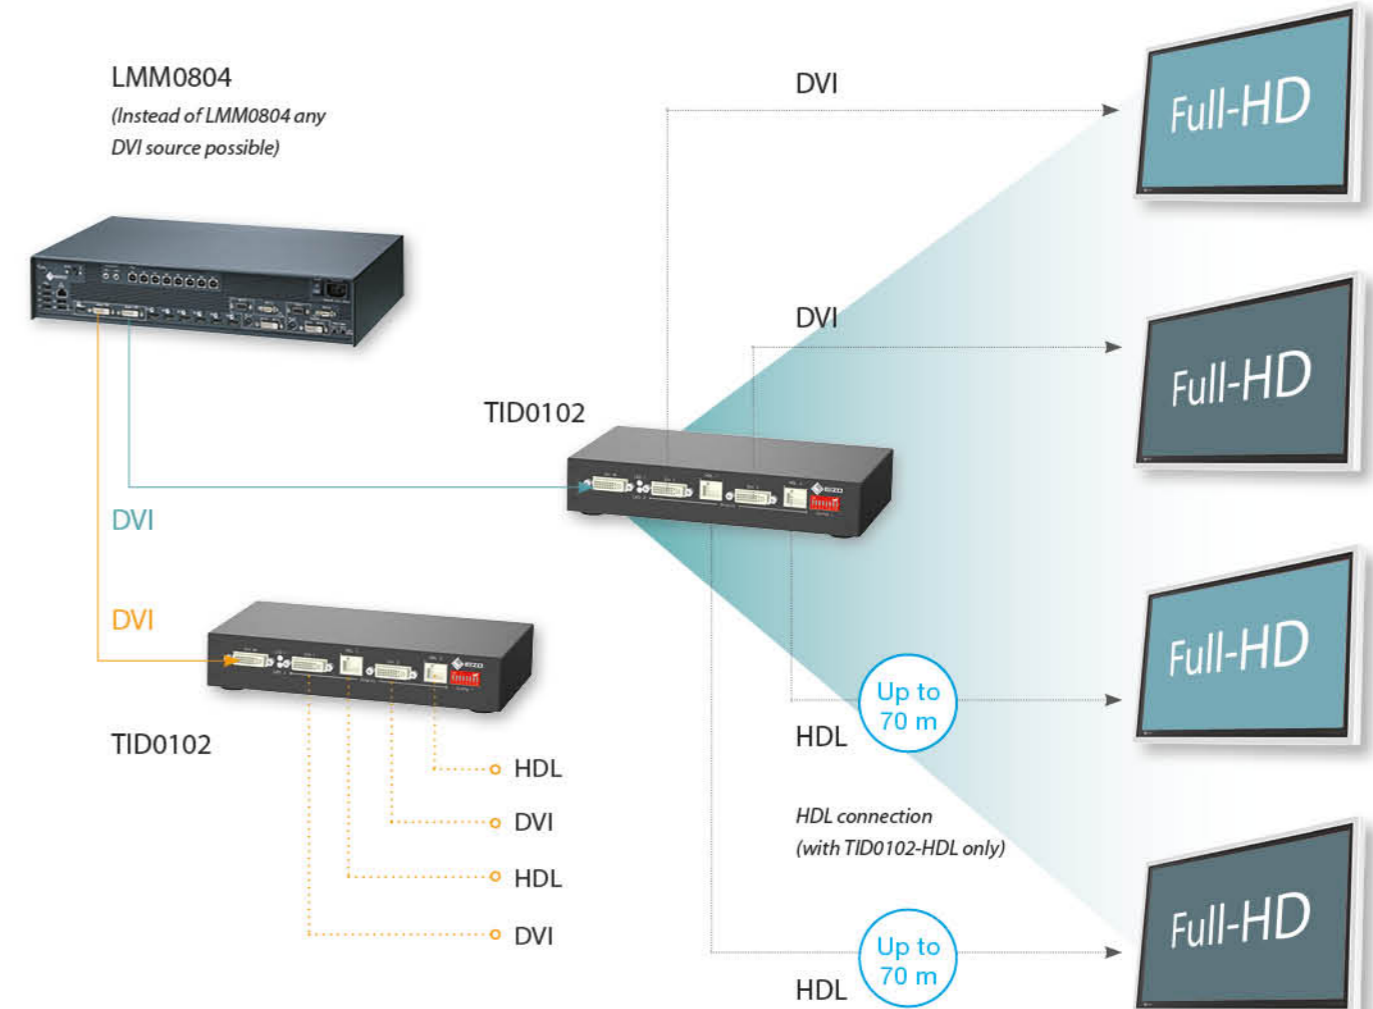 LMM0804
(Instead of LMM0804 any
DVI source possible)
DVI
Full-HD
DVI
Full-HD
TID0102
EIZO
DVI
DVI
EIZO
TID0102
HDL
DVI
HDL
DVI
Up to
70 m
HDL
Full-HD
HDL connection
(with TID0102-HDL only)
Up to
70 m
HDL
Full-HD